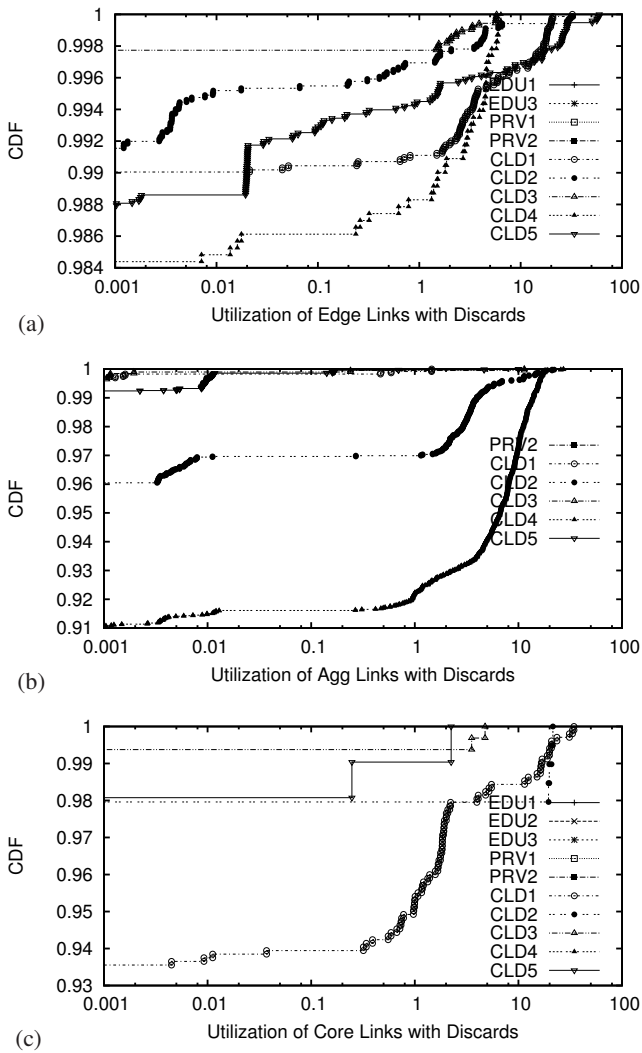 1
0.998
0.996
0.994
0.992
0.99
0.988
0.986
0.984
CDF
0.001
0.01
0.1
1
10
100
EDU1
EDU3
PRV1
PRV2
CLD1
CLD2
CLD3
CLD4
CLD5
Utilization of Edge Links with Discards
(a)
1
0.99
0.98
0.97
0.96
0.95
0.94
0.93
0.92
0.91
CDF
0.001
0.01
0.1
1
10
100
PRV2
CLD1
CLD2
CLD3
CLD4
CLD5
Utilization of Agg Links with Discards
(b)
1
0.99
0.98
0.97
0.96
0.95
0.94
0.93
CDF
0.001
0.01
0.1
1
10
100
EDU1
EDU2
EDU3
PRV1
PRV2
CLD1
CLD2
CLD3
CLD4
CLD5
Utilization of Core Links with Discards
(c)